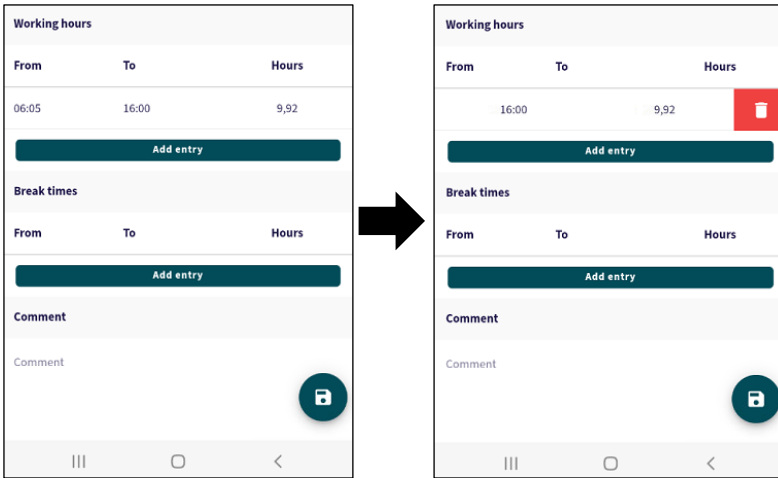 Working hours
From To Hours
06:05 16:00 9,92
Add entry
Break times
From To Hours
Add entry
Comment
Comment
Working hours
From To Hours
16:00 9,92
Add entry
Break times
From To Hours
Add entry
Comment
Comment